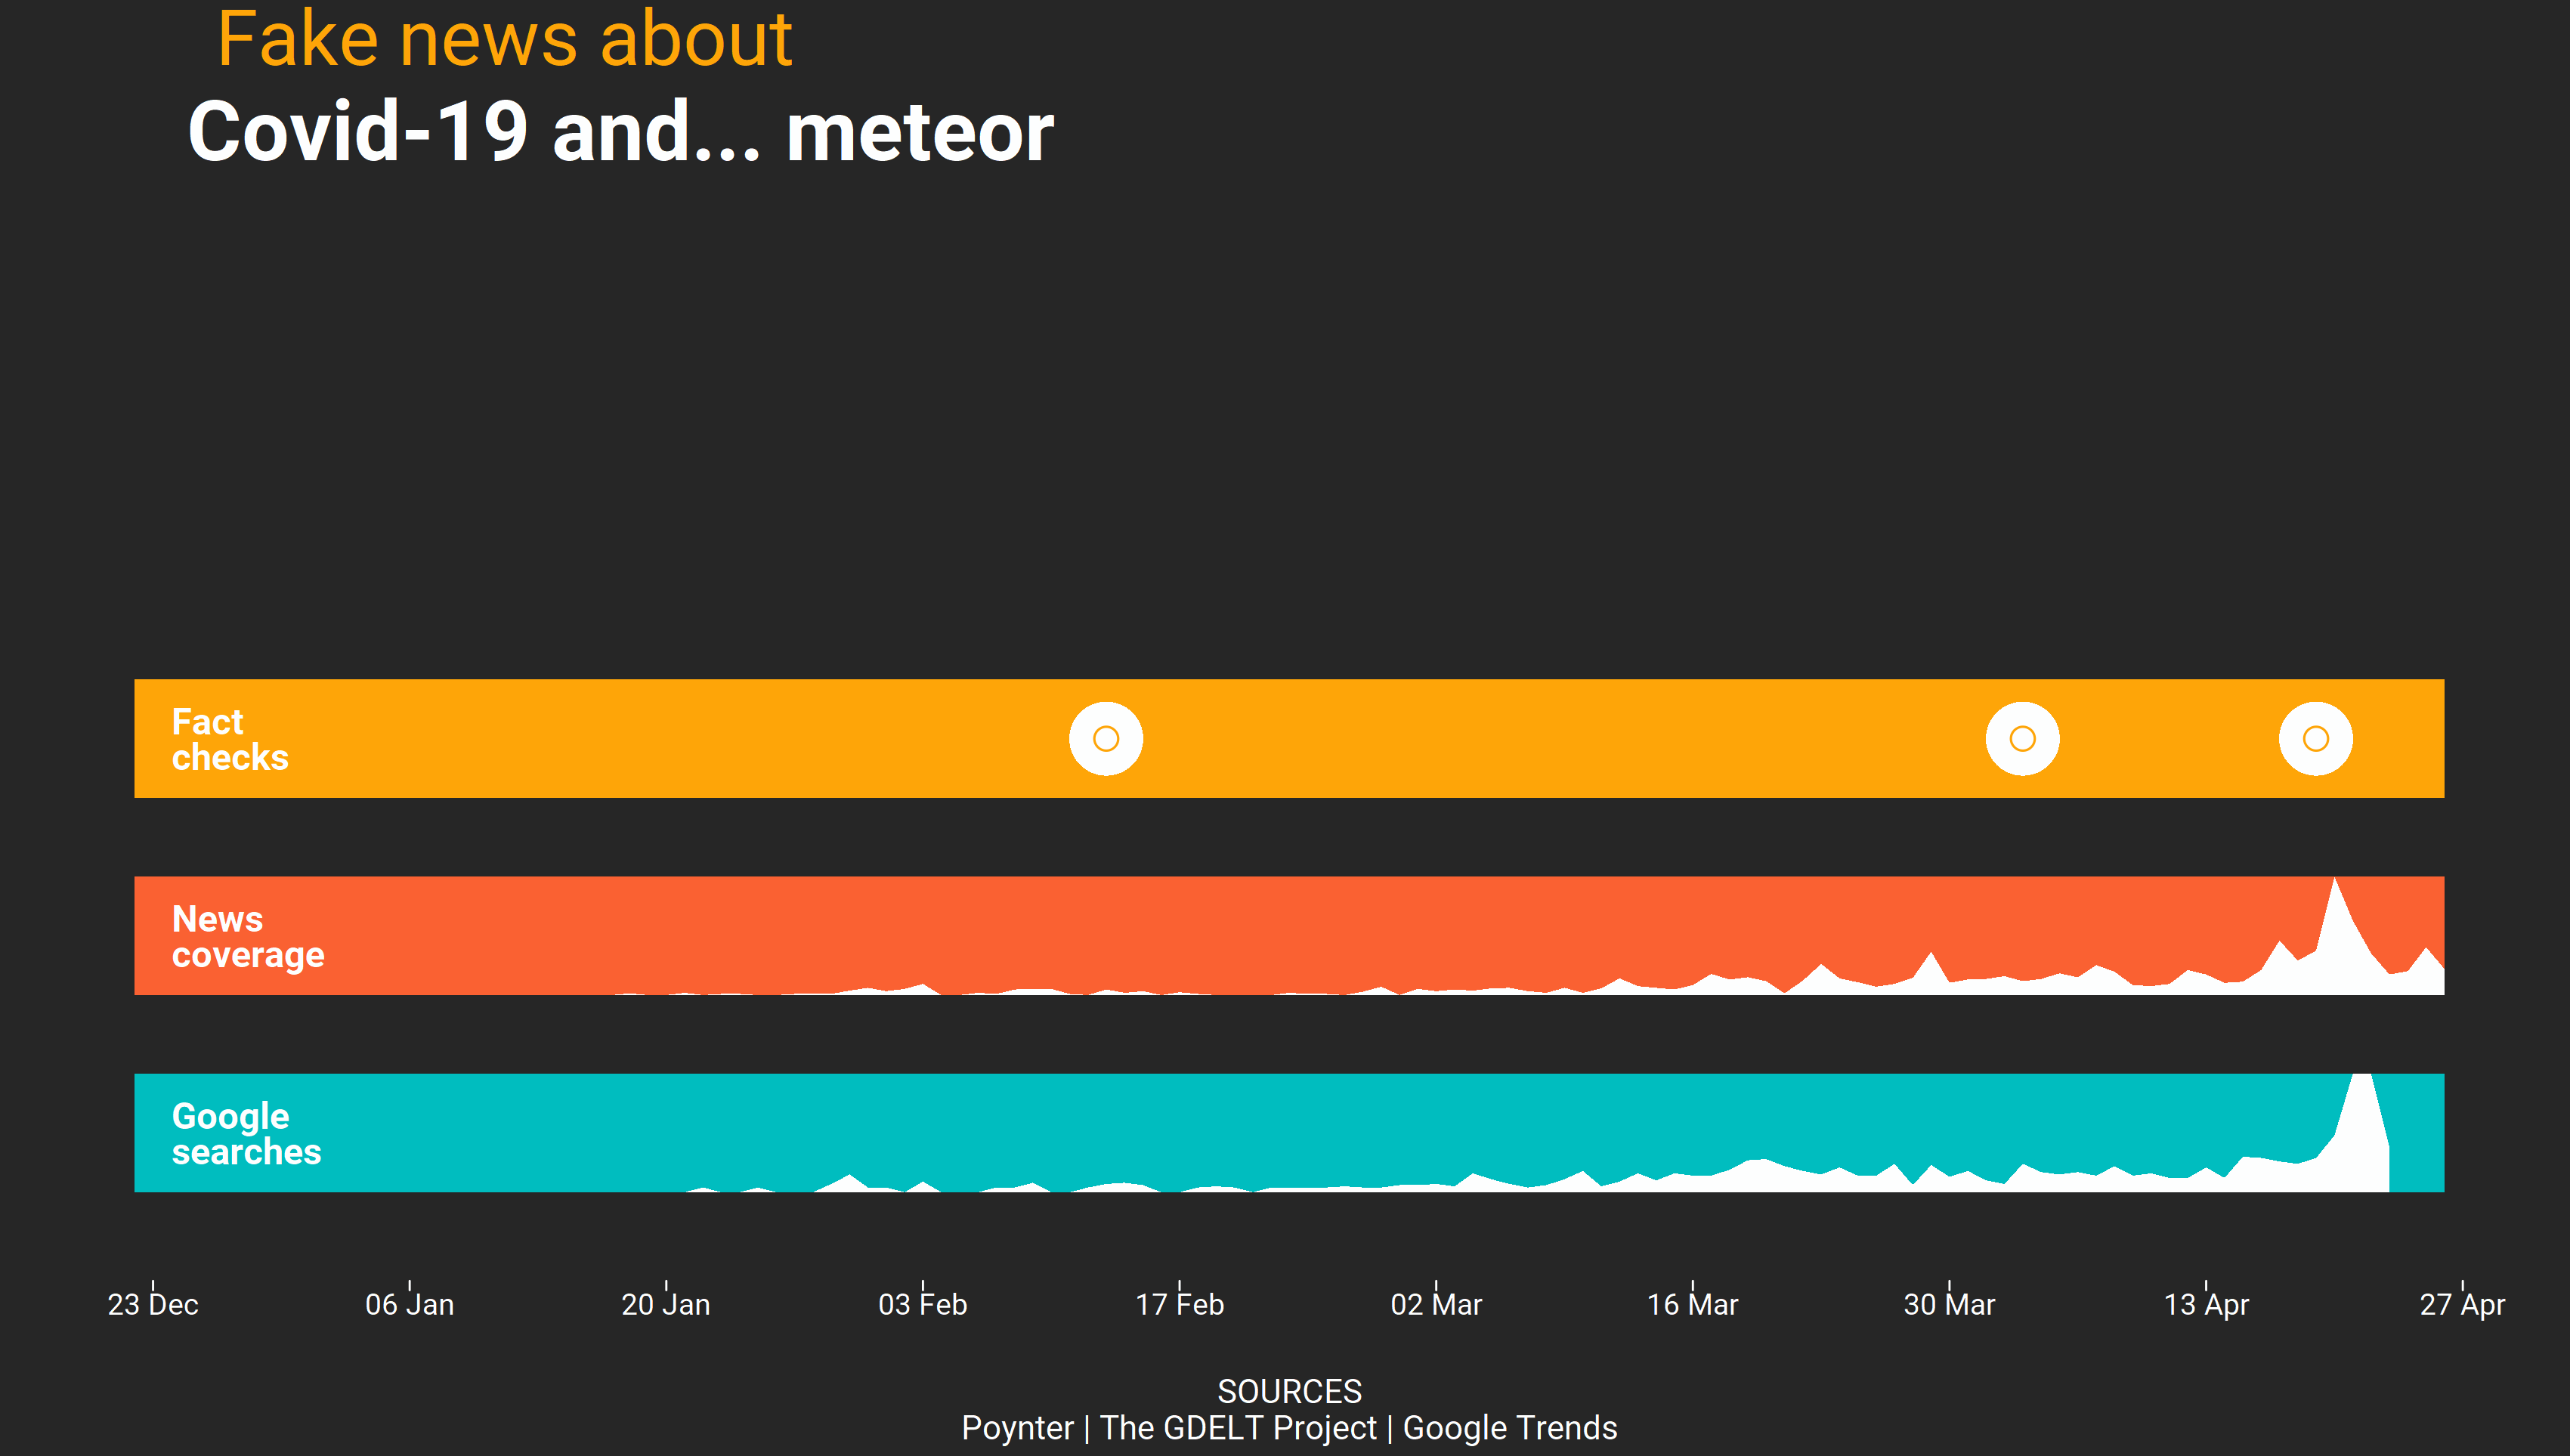 Fake news about
Covid-19 and... meteor
Fact
checks
News
coverage
Google
searches
23 Dec 06 Jan 20 Jan 03 Feb 17 Feb 02 Mar 16 Mar 30 Mar 13 Apr 27 Apr
SOURCES
Poynter | The GDELT Project | Google Trends